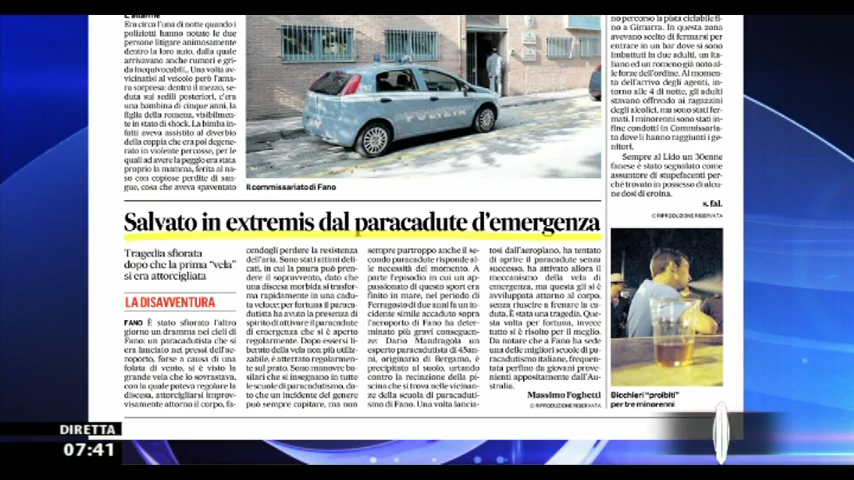 L'allarme
Era circa l'una di notte quando i
poliziotti hanno notato le due
persone litigare animosamente
dentro la loro auto, dalla quale
arrivavano anche rumori e gri-
da inequivocabili. Una volta av-
vicinatisi al veicolo però l'ama-
ra sorpresa: dentro il mezzo, se-
duta sui sedili posteriori, c'era
una bambina di cinque anni, la
figlia della romena, visibilmen-
te in stato di shock. La bimba in-
fatti aveva assistito al diverbio
della coppia che era poi degene-
rato in violente percosse, per le
quali ad avere la peggio era stata
proprio la mamma, ferita al na-
so con copiose perdite di san-
gue, cosa che aveva spaventato
POLIZIA
Il commissariato di Fano
no percorso la pista ciclabile fi-
no a Gimarra. In questa zona
avevano scelto di fermarsi per
entrare in un bar dove si sono
imbattuti in due adulti, un ita-
liano ed un romeno già noto al-
le forze dell'ordine. Al momento
dell'arrivo degli agenti, in-
torno alle 4 di notte, gli adulti
stavano offrendo ai ragazzini
degli alcolici, ma sono stati fer-
mati. I minorenni sono stati in-
fine condotti in Commissaria-
to dove li hanno raggiunti i ge-
nitori.
Sempre al Lido un 30enne
fanese è stato segnalato come
assuntore di stupefacenti per-
ché trovato in possesso di alcu-
ne dosi di eroina.
s. fal.
© RIPRODUZIONE RISERVATA
Salvato in extremis dal paracadute d'emergenza
Tragedia sfiorata
dopo che la prima "vela"
si era attorcigliata
LA DISAVVENTURA
FANO È stato sfiorato l'altro
giorno un dramma nei cieli di
Fano: un paracadutista che
si era lanciato nei pressi dell'ae-
roporto, forse a causa di una
folata di vento, si è visto la
grande vela che lo sovrastava,
con la quale poteva regolare la
discesa, attorcigliarsi improv-
visamente attorno al corpo, fa-
cendogli perdere la resistenza
dell'aria. Sono stati attimi deli-
cati, in cui la paura può pren-
dere il sopravvento, dato che
una discesa morbida si trasfor-
ma rapidamente in una cadu-
ta veloce; per fortuna il paraca-
dutista ha avuto la presenza di
spirito di attivare il paracadute
di emergenza che si è aperto
regolarmente. Dopo essersi
liberato della vela non più utiliz-
zabile, è atterrato regolarmen-
te sul prato. Sono manovre ba-
silari che si insegnano in tutte
le scuole di paracadutismo, da-
to che un incidente del genere
può sempre capitare, ma non
sempre purtroppo anche il se-
condo paracadute risponde al-
le necessità del momento. A
parte l'episodio in cui un ap-
passionato di questo sport era
finito in mare, nel periodo di
Ferragosto di due anni fa un in-
cidente simile accaduto sopra
l'aeroporto di Fano ha deter-
minato più gravi conseguen-
ze: Dario Mandragola un
esperto paracadutista di 45an-
ni, originario di Bergamo, è
precipitato al suolo, urtando
contro la recinzione della pi-
scina che si trova nelle vicinan-
ze della scuola di paracadutis-
mo di Fano. Una volta lancia-
tosi dall'aeroplano, ha tentato
di aprire il paracadute senza
successo, ha attivato allora il
meccanismo della vela di
emergenza, ma questa gli si è
avviluppata attorno al corpo,
senza riuscire a frenare la ca-
duta. È stata una tragedia. Que-
sta volta per fortuna, invece
tutto si è risolto per il meglio.
Da notare che a Fano ha sede
una delle migliori scuole di pa-
racadutismo italiane, frequen-
tata perfino da giovani prove-
nienti appositamente dall'Au-
stralia.
Massimo Foghetti
© RIPRODUZIONE RISERVATA
Bicchieri "proibiti"
per tre minorenni
DIRETTA
07:41